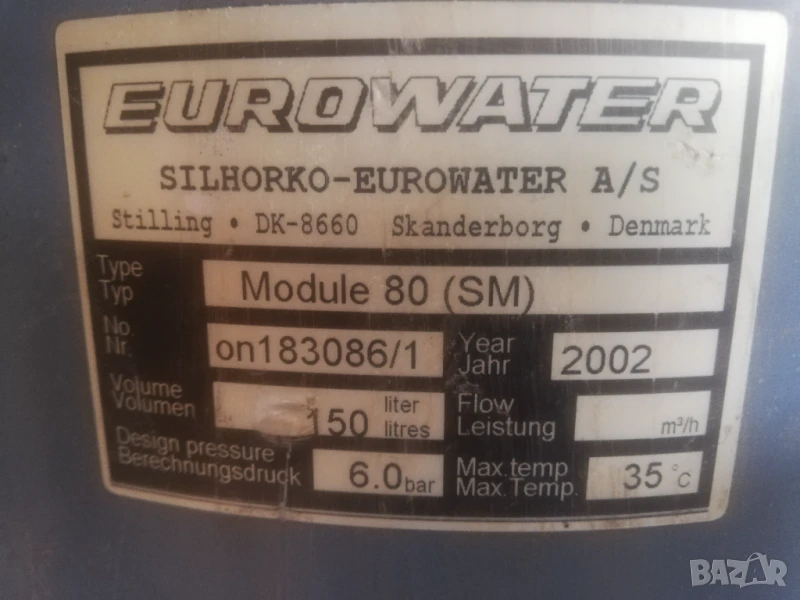 EUROWATER
SILHORKO-EUROWATER A/S
Stilling • DK-8660 Skanderborg • Denmark
Type
Typ
Module 80 (SM)
No.
Nr.
on183086/1
Year
Jahr
2002
Volume
Volumen
150 liter
litres
Flow
Leistung
m³/h
Design pressure
Berechnungsdruck
6.0 bar
Max.temp
Max.Temp.
35 °C
BAZAR